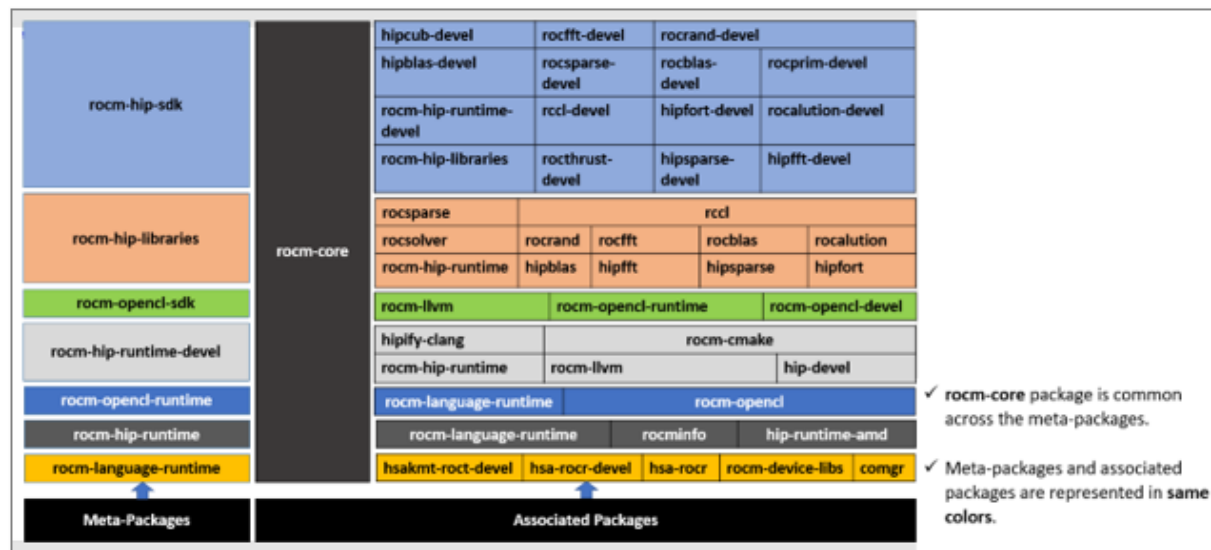 rocm-hip-sdk
rocm-core
hipcub-devel rocfft-devel rocrand-devel
hipblas-devel rocsparse-devel rocblas-devel rocprim-devel
rocm-hip-runtime-devel rccl-devel hipfort-devel rocalution-devel
rocm-hip-libraries rocthrust-devel hipsparse-devel hipfft-devel
rocm-hip-libraries
rocsparse rccl
rocsolver rocrand rocfft rocblas rocalution
rocm-hip-runtime hipblas hipfft hipsparse hipfort
rocm-opencl-sdk
rocm-llvm rocm-opencl-runtime rocm-opencl-devel
rocm-hip-runtime-devel
hipify-clang rocm-cmake
rocm-hip-runtime rocm-llvm hip-devel
rocm-opencl-runtime
rocm-language-runtime rocm-opencl
rocm-hip-runtime
rocm-language-runtime rocminfo hip-runtime-amd
rocm-language-runtime
hsakmt-roct-devel hsa-rocr-devel hsa-rocr rocm-device-libs comgr
Meta-Packages
Associated Packages
✓ rocm-core package is common
across the meta-packages.
✓ Meta-packages and associated
packages are represented in same
colors.